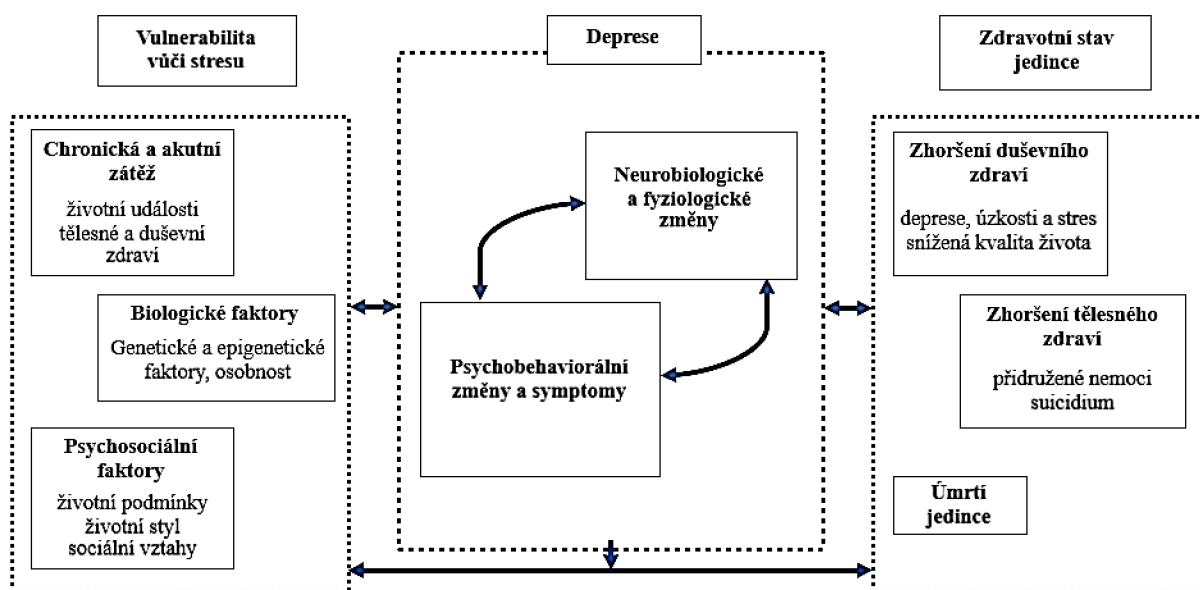 Vulnerabilita
vůči stresu
Deprese
Zdravotní stav
jedince
Chronická a akutní
zátěž
životní události
tělesné a duševní
zdraví
Biologické faktory
Genetické a epigenetické
faktory, osobnost
Psychosociální
faktory
životní podmínky
životní styl
sociální vztahy
Neurobiologické
a fyziologické
změny
Psychobehaviorální
změny a symptomy
Zhoršení duševního
zdraví
deprese, úzkosti a stres
snížená kvalita života
Zhoršení tělesného
zdraví
přidružené nemoci
suicidium
Úmrtí
jedince